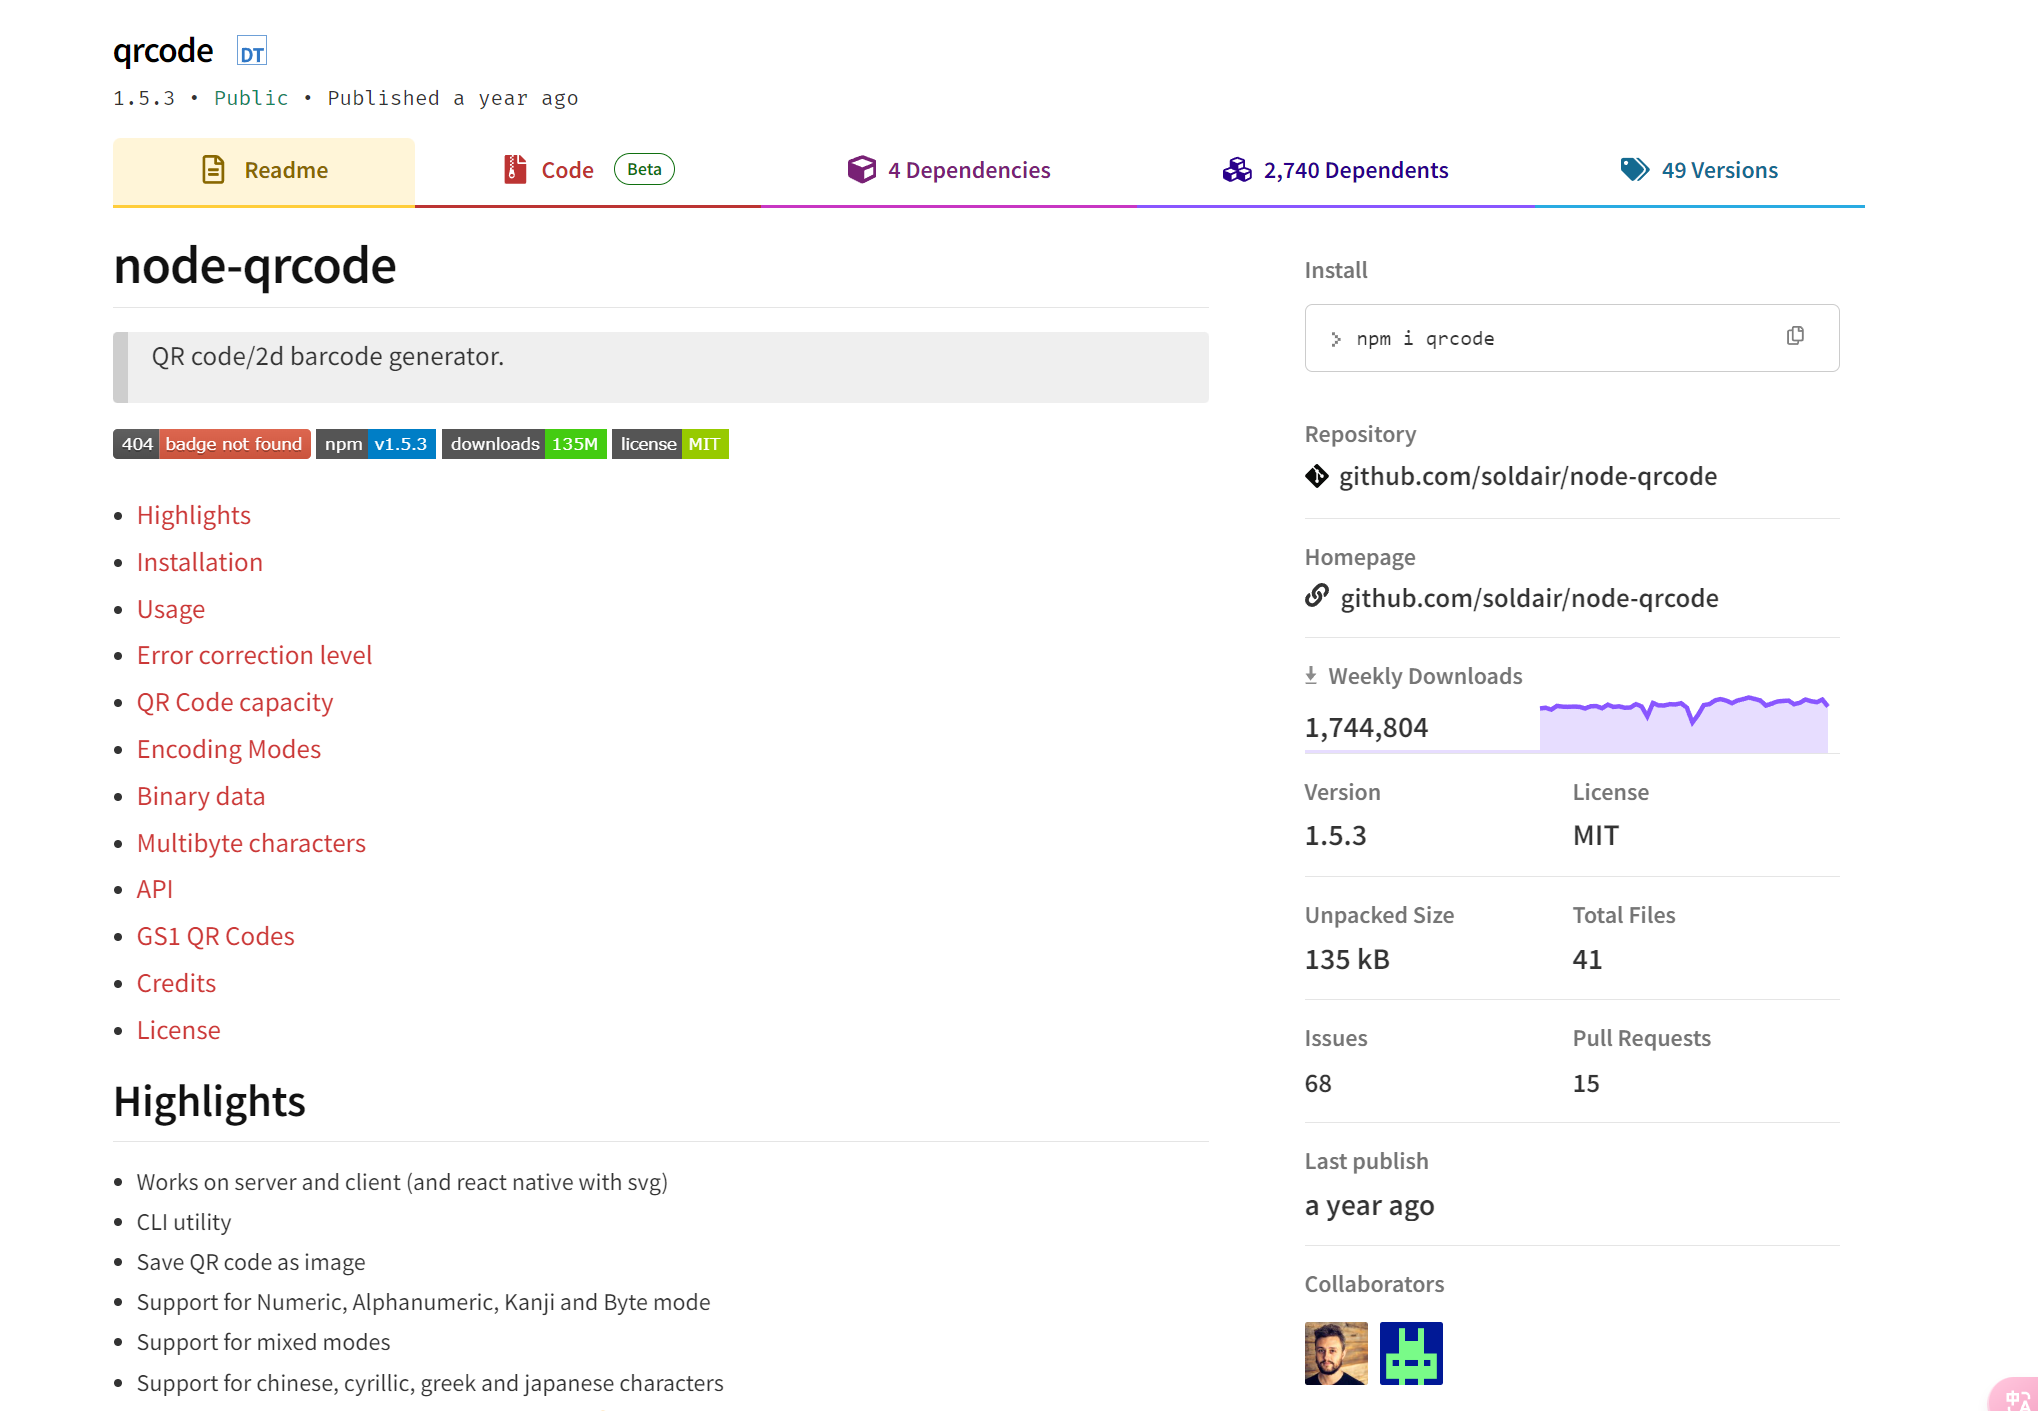 qrcode DT
1.5.3 • Public • Published a year ago
Readme
Code Beta
4 Dependencies
2,740 Dependents
49 Versions
node-qrcode
QR code/2d barcode generator.
404 badge not found npm v1.5.3 downloads 135M license MIT
• Highlights
• Installation
• Usage
• Error correction level
• QR Code capacity
• Encoding Modes
• Binary data
• Multibyte characters
• API
• GS1 QR Codes
• Credits
• License
Highlights
• Works on server and client (and react native with svg)
• CLI utility
• Save QR code as image
• Support for Numeric, Alphanumeric, Kanji and Byte mode
• Support for mixed modes
• Support for chinese, cyrillic, greek and japanese characters
Install
> npm i qrcode
Repository
github.com/soldair/node-qrcode
Homepage
github.com/soldair/node-qrcode
Weekly Downloads
1,744,804
Version
1.5.3
License
MIT
Unpacked Size
135 kB
Total Files
41
Issues
68
Pull Requests
15
Last publish
a year ago
Collaborators
中 A